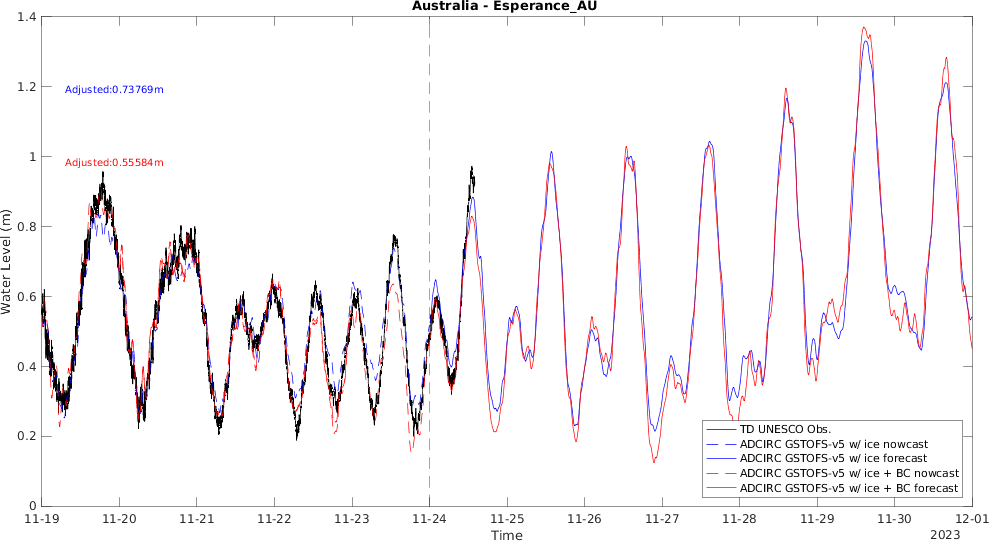 Australia - Esperance_AU
1.4
1.2
1
0.8
0.6
0.4
0.2
0
Water Level (m)
Adjusted:0.73769m
Adjusted:0.55584m
TD UNESCO Obs.
ADCIRC GSTOFS-v5 w/ ice nowcast
ADCIRC GSTOFS-v5 w/ ice forecast
ADCIRC GSTOFS-v5 w/ ice + BC nowcast
ADCIRC GSTOFS-v5 w/ ice + BC forecast
11-19 11-20 11-21 11-22 11-23 11-24 11-25 11-26 11-27 11-28 11-29 11-30 12-01
Time
2023